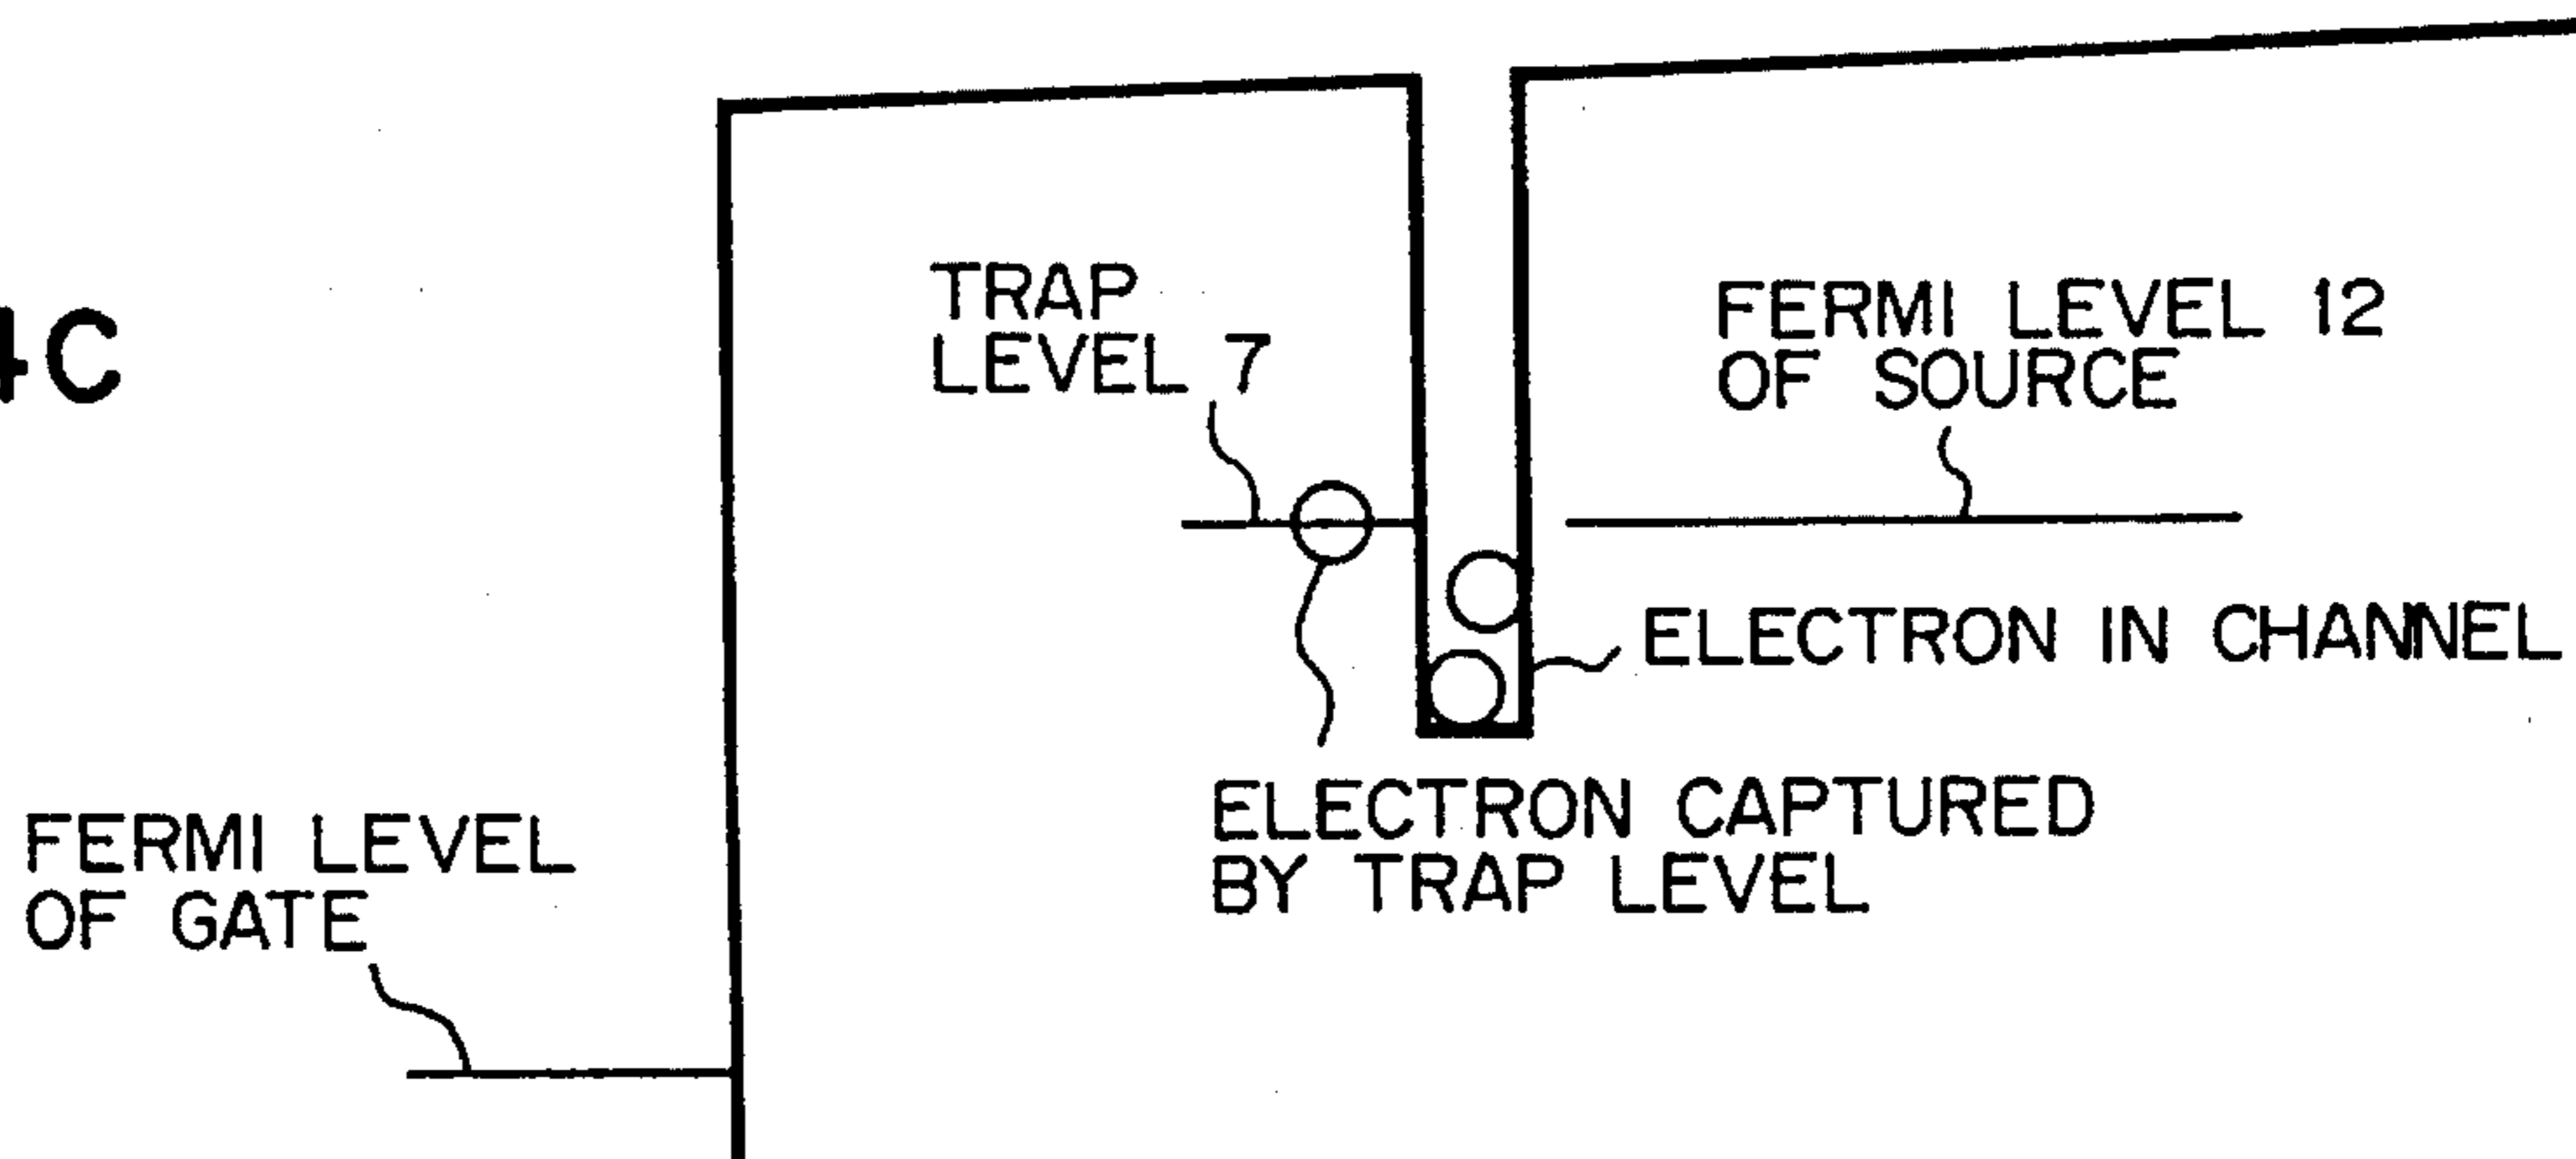 4C
TRAP
LEVEL 7
FERMI LEVEL 12
OF SOURCE
ELECTRON IN CHANNEL
ELECTRON CAPTURED
BY TRAP LEVEL
FERMI LEVEL
OF GATE